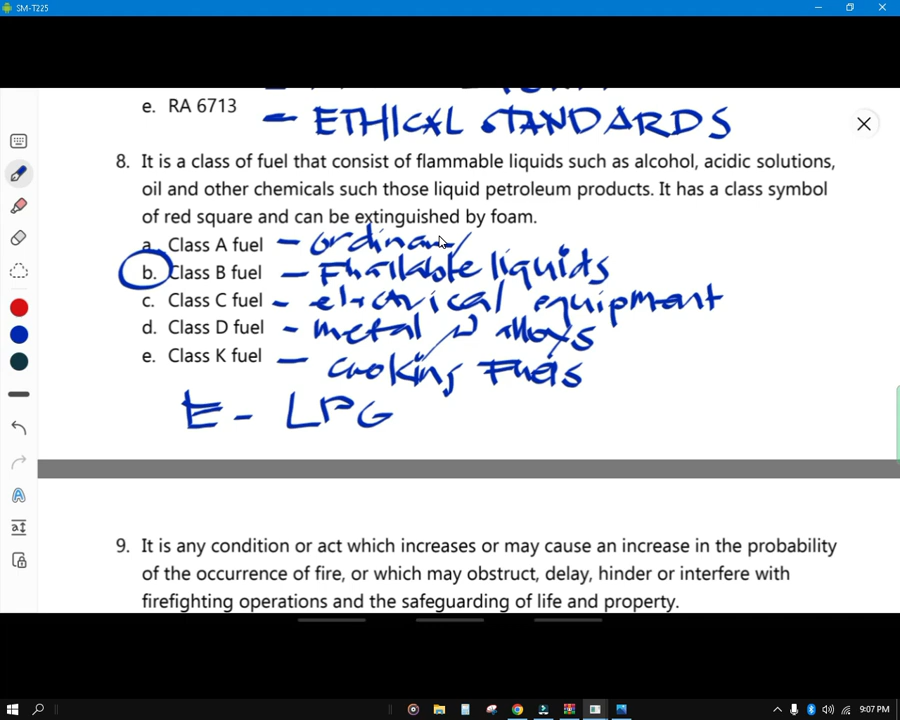 SM-T225
e. RA 6713
- ETHICAL STANDARDS
8. It is a class of fuel that consist of flammable liquids such as alcohol, acidic solutions,
oil and other chemicals such those liquid petroleum products. It has a class symbol
of red square and can be extinguished by foam.
a. Class A fuel - ordinary
b. Class B fuel - liquids
c. Class C fuel - electrical equipment
d. Class D fuel - metal alloys
e. Class K fuel - cooking Fuels
E - LPG
9. It is any condition or act which increases or may cause an increase in the probability
of the occurrence of fire, or which may obstruct, delay, hinder or interfere with
firefighting operations and the safeguarding of life and property.
9:07 PM